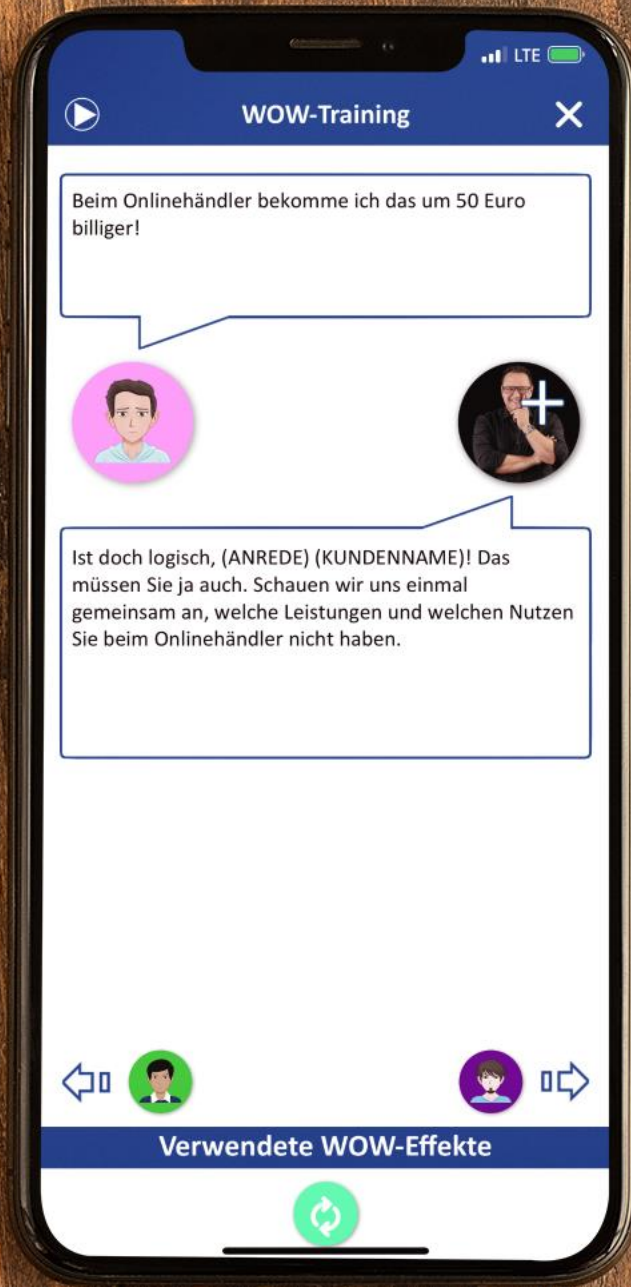 LTE
WOW-Training
Beim Onlinehändler bekomme ich das um 50 Euro
billiger!
Ist doch logisch, (ANREDE) (KUNDENNAME)! Das
müssen Sie ja auch. Schauen wir uns einmal
gemeinsam an, welche Leistungen und welchen Nutzen
Sie beim Onlinehändler nicht haben.
Verwendete WOW-Effekte